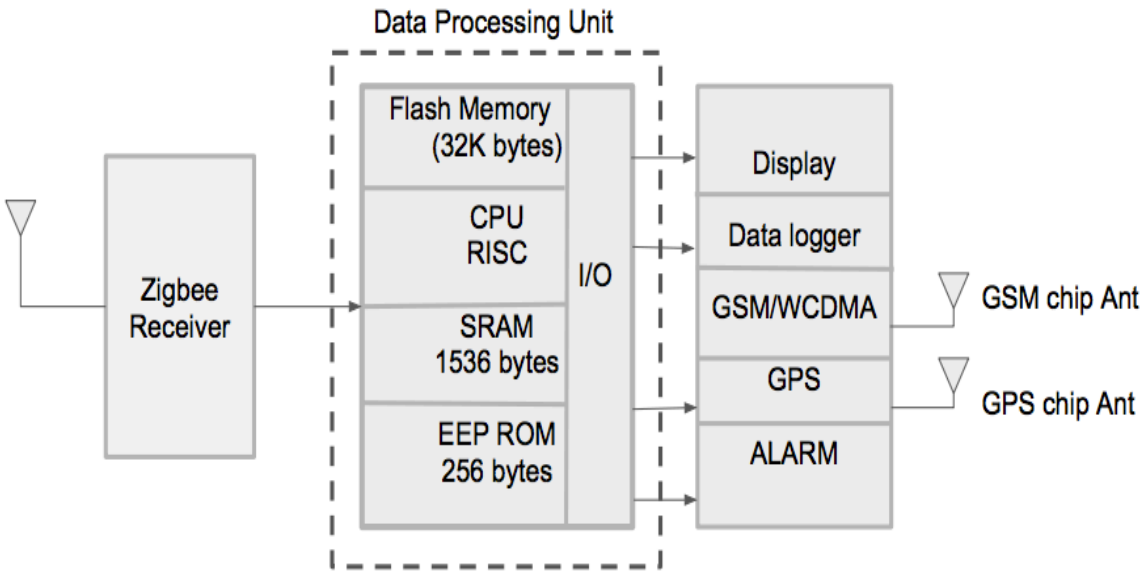 Data Processing Unit
Flash Memory
(32K bytes)
CPU
RISC
SRAM
1536 bytes
EEP ROM
256 bytes
I/O
Zigbee
Receiver
Display
Data logger
GSM/WCDMA
GPS
ALARM
GSM chip Ant
GPS chip Ant